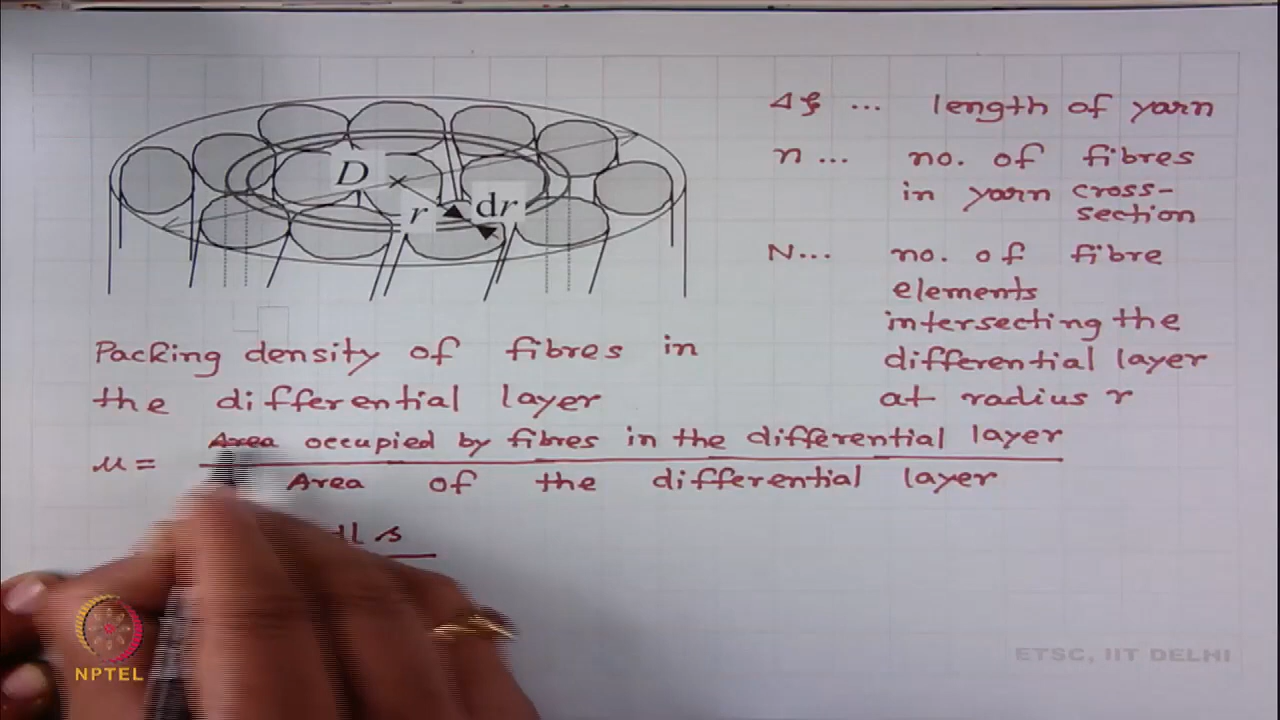 D
r
dr
Δξ ... length of yarn
n ... no. of fibres
in yarn cross-
section
N... no. of fibre
elements
intersecting the
differential layer
at radius r
Packing density of fibres in
the differential layer
μ = Area occupied by fibres in the differential layer
Area of the differential layer
dl s
NPTEL
ETSC, IIT DELHI